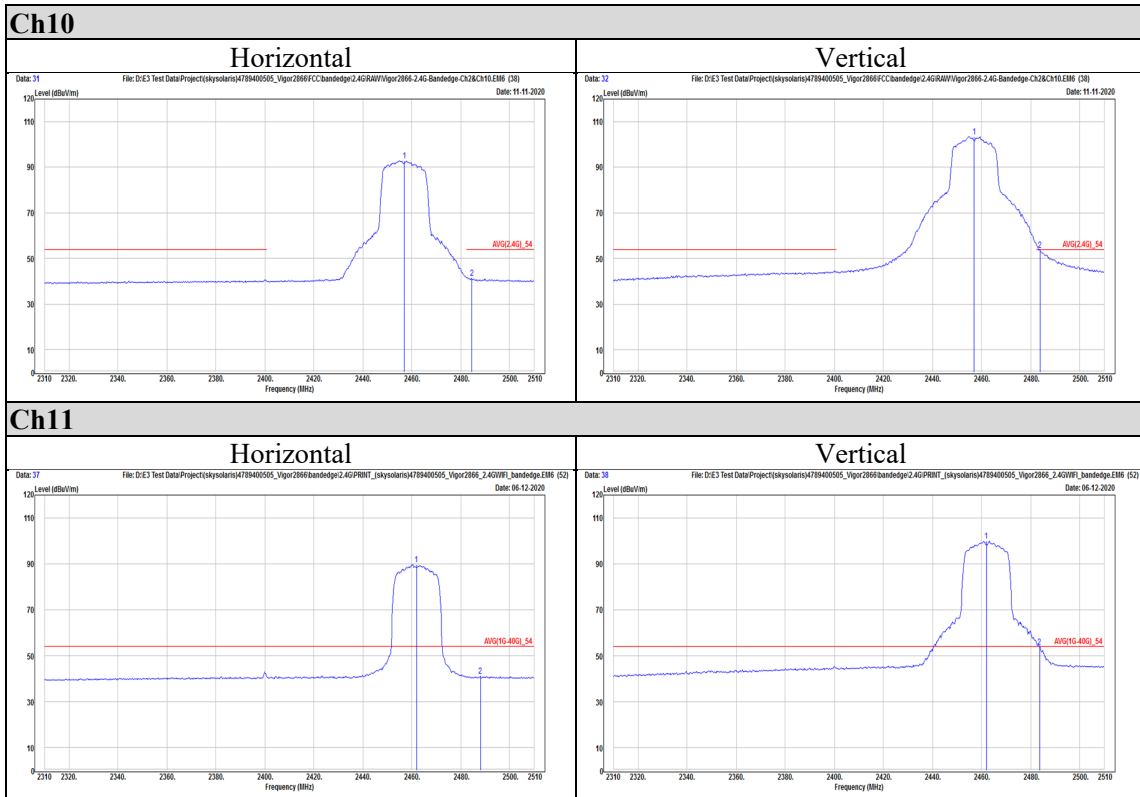 Ch10
Horizontal Vertical
Data: 31 File: D:\E3 Test Data\Project\(skysolaris)4789400505_Vigor2866\FCC\bandedge\2.4G\RAW\Vigor2866-2.4G-Bandedge-Ch2&Ch10.EM6 (38)
Level (dBuV/m) Date: 11-11-2020
120
110
90
70
50
30
10
0
1
2
AVG(2.4G)_54
2310 2320. 2340. 2360. 2380. 2400. 2420. 2440. 2460. 2480. 2500. 2510
Frequency (MHz)
Data: 32 File: D:\E3 Test Data\Project\(skysolaris)4789400505_Vigor2866\FCC\bandedge\2.4G\RAW\Vigor2866-2.4G-Bandedge-Ch2&Ch10.EM6 (38)
Level (dBuV/m) Date: 11-11-2020
120
110
90
70
50
30
10
0
1
2
AVG(2.4G)_54
2310 2320. 2340. 2360. 2380. 2400. 2420. 2440. 2460. 2480. 2500. 2510
Frequency (MHz)
Ch11
Horizontal Vertical
Data: 37 File: D:\E3 Test Data\Project\(skysolaris)4789400505_Vigor2866\bandedge\2.4G\PRINT_(skysolaris)4789400505_Vigor2866_2.4GWIFI_bandedge.EM6 (52)
Level (dBuV/m) Date: 06-12-2020
120
110
90
70
50
30
10
0
1
2
AVG(1G-40G)_54
2310 2320. 2340. 2360. 2380. 2400. 2420. 2440. 2460. 2480. 2500. 2510
Frequency (MHz)
Data: 38 File: D:\E3 Test Data\Project\(skysolaris)4789400505_Vigor2866\bandedge\2.4G\PRINT_(skysolaris)4789400505_Vigor2866_2.4GWIFI_bandedge.EM6 (52)
Level (dBuV/m) Date: 06-12-2020
120
110
90
70
50
30
10
0
1
2
AVG(1G-40G)_54
2310 2320. 2340. 2360. 2380. 2400. 2420. 2440. 2460. 2480. 2500. 2510
Frequency (MHz)